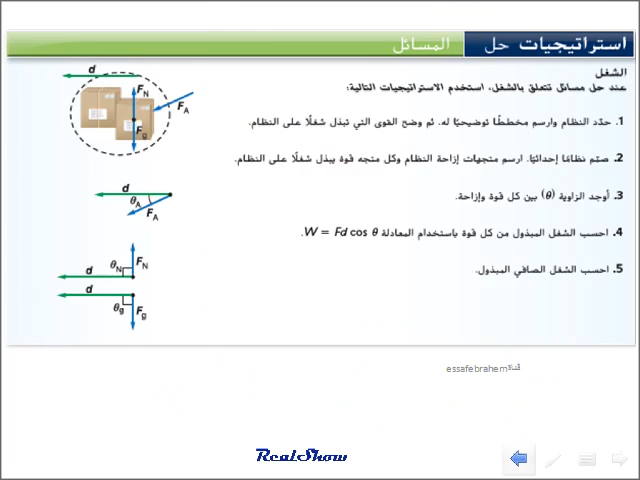 استراتيجيات حل المسائل
الشغل
عند حل مسائل تتعلق بالشغل، استخدم الاستراتيجيات التالية:
1. حدّد النظام وارسم مخططًا توضيحيًا له. ثم وضح القوى التي تبذل شغلًا على النظام.
2. صمّم نظامًا إحداثيًا. ارسم متجهات إزاحة النظام وكل متجه قوة يبذل شغلًا على النظام.
3. أوجد الزاوية (θ) بين كل قوة وإزاحة.
4. احسب الشغل المبذول من كل قوة باستخدام المعادلة W = Fd cos θ.
5. احسب الشغل الصافي المبذول.
d
FN
FA
Fg
d
θA
FA
θN
FN
d
d
θg
Fg
قناة essafebrahem
RealShow